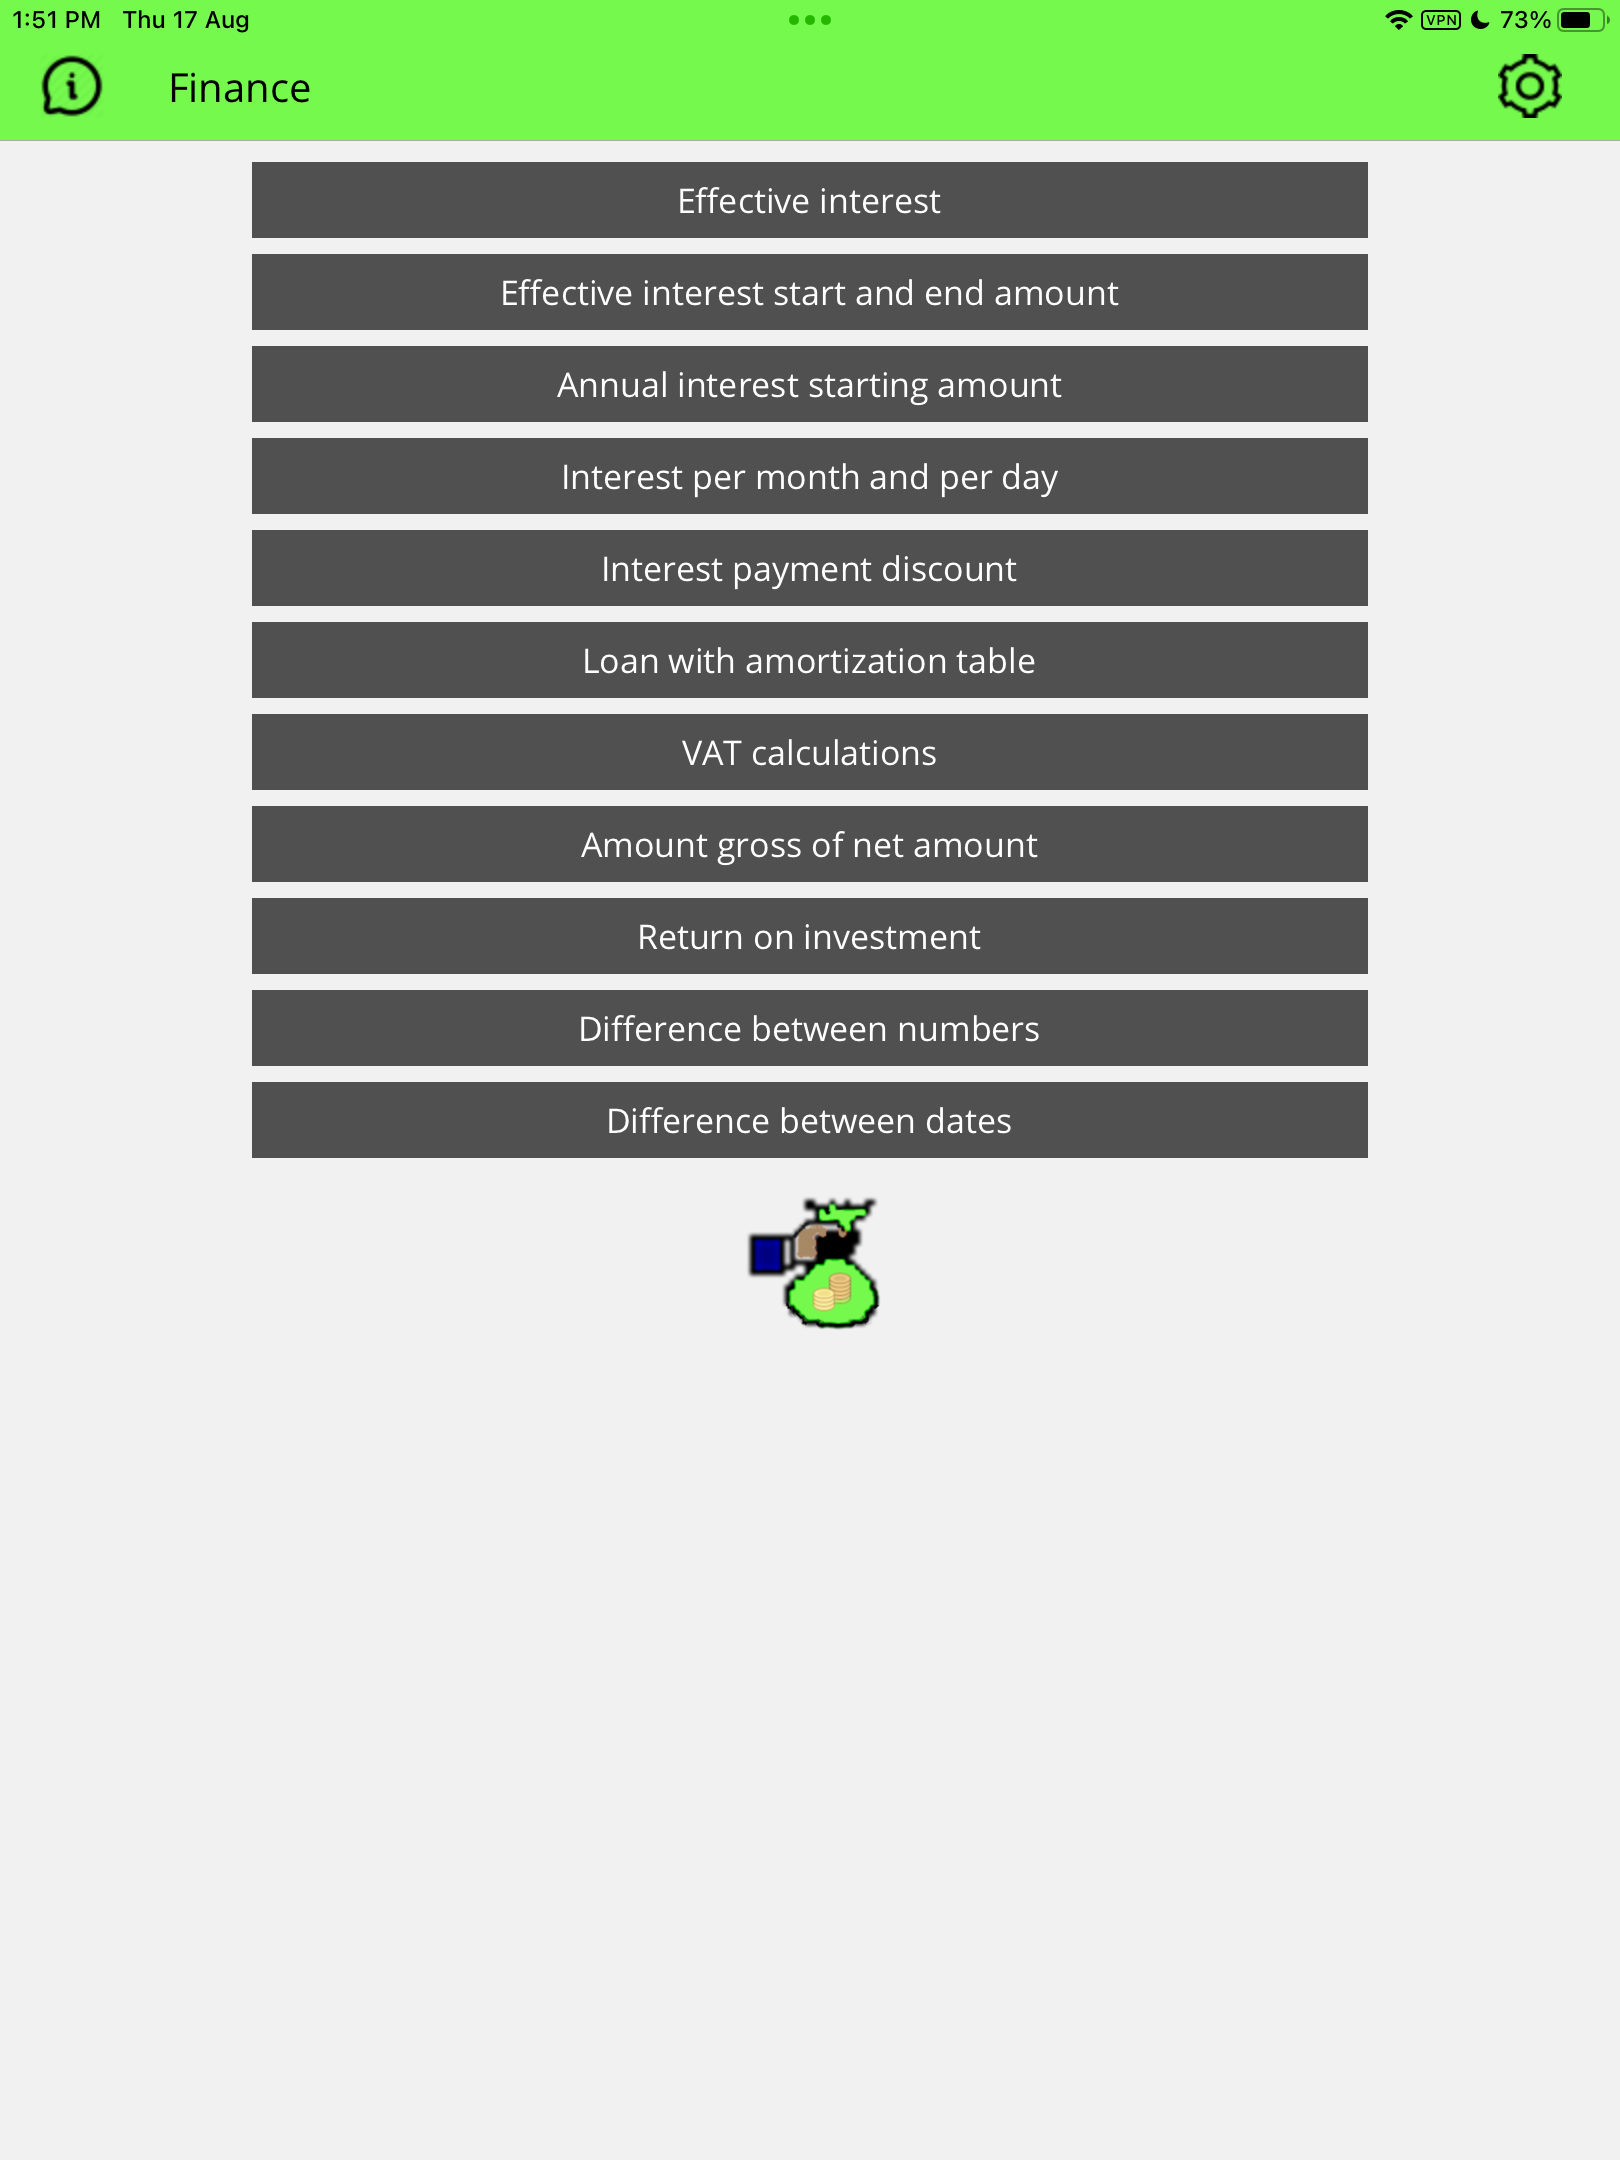 1:51 PM Thu 17 Aug VPN 73%
Finance
Effective interest
Effective interest start and end amount
Annual interest starting amount
Interest per month and per day
Interest payment discount
Loan with amortization table
VAT calculations
Amount gross of net amount
Return on investment
Difference between numbers
Difference between dates